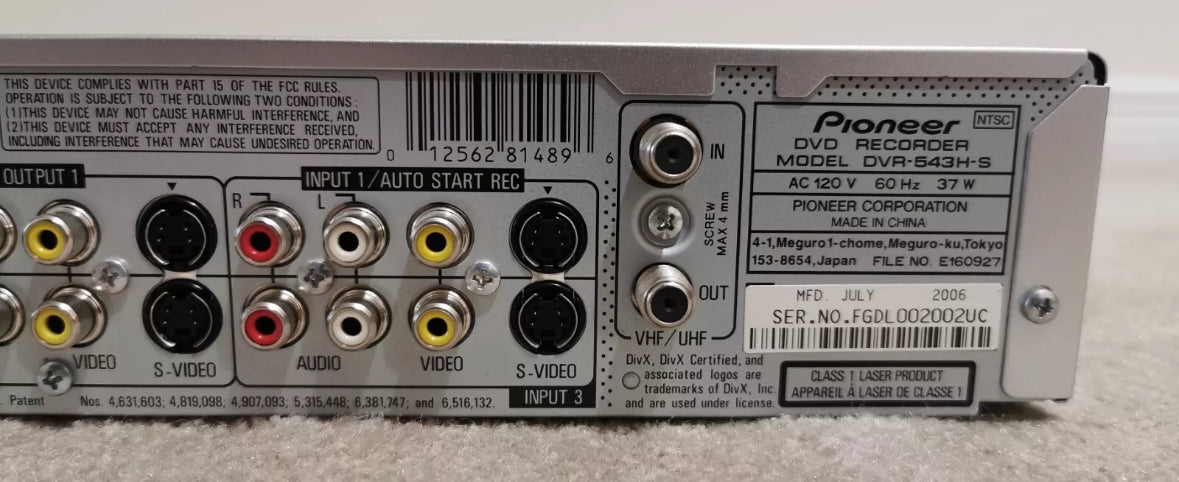 THIS DEVICE COMPLIES WITH PART 15 OF THE FCC RULES.
OPERATION IS SUBJECT TO THE FOLLOWING TWO CONDITIONS :
(1)THIS DEVICE MAY NOT CAUSE HARMFUL INTERFERENCE, AND
(2)THIS DEVICE MUST ACCEPT ANY INTERFERENCE RECEIVED,
INCLUDING INTERFERENCE THAT MAY CAUSE UNDESIRED OPERATION.
0 12562 81489 6
OUTPUT 1
INPUT 1/AUTO START REC
R L
VIDEO
S-VIDEO
AUDIO
VIDEO
S-VIDEO
INPUT 3
. Patent Nos. 4,631,603; 4,819,098; 4,907,093; 5,315,448; 6,381,747; and 6,516,132.
IN
SCREW
MAX 4 mm
OUT
VHF/UHF
DivX, DivX Certified, and
associated logos are
trademarks of DivX, Inc.
and are used under license.
Pioneer NTSC
DVD RECORDER
MODEL DVR-543H-S
AC 120 V 60 Hz 37 W
PIONEER CORPORATION
MADE IN CHINA
4-1,Meguro1-chome,Meguro-ku,Tokyo
153-8654,Japan FILE NO. E160927
MFD. JULY 2006
SER.NO.FGDL002002UC
CLASS 1 LASER PRODUCT
APPAREIL À LASER DE CLASSE 1